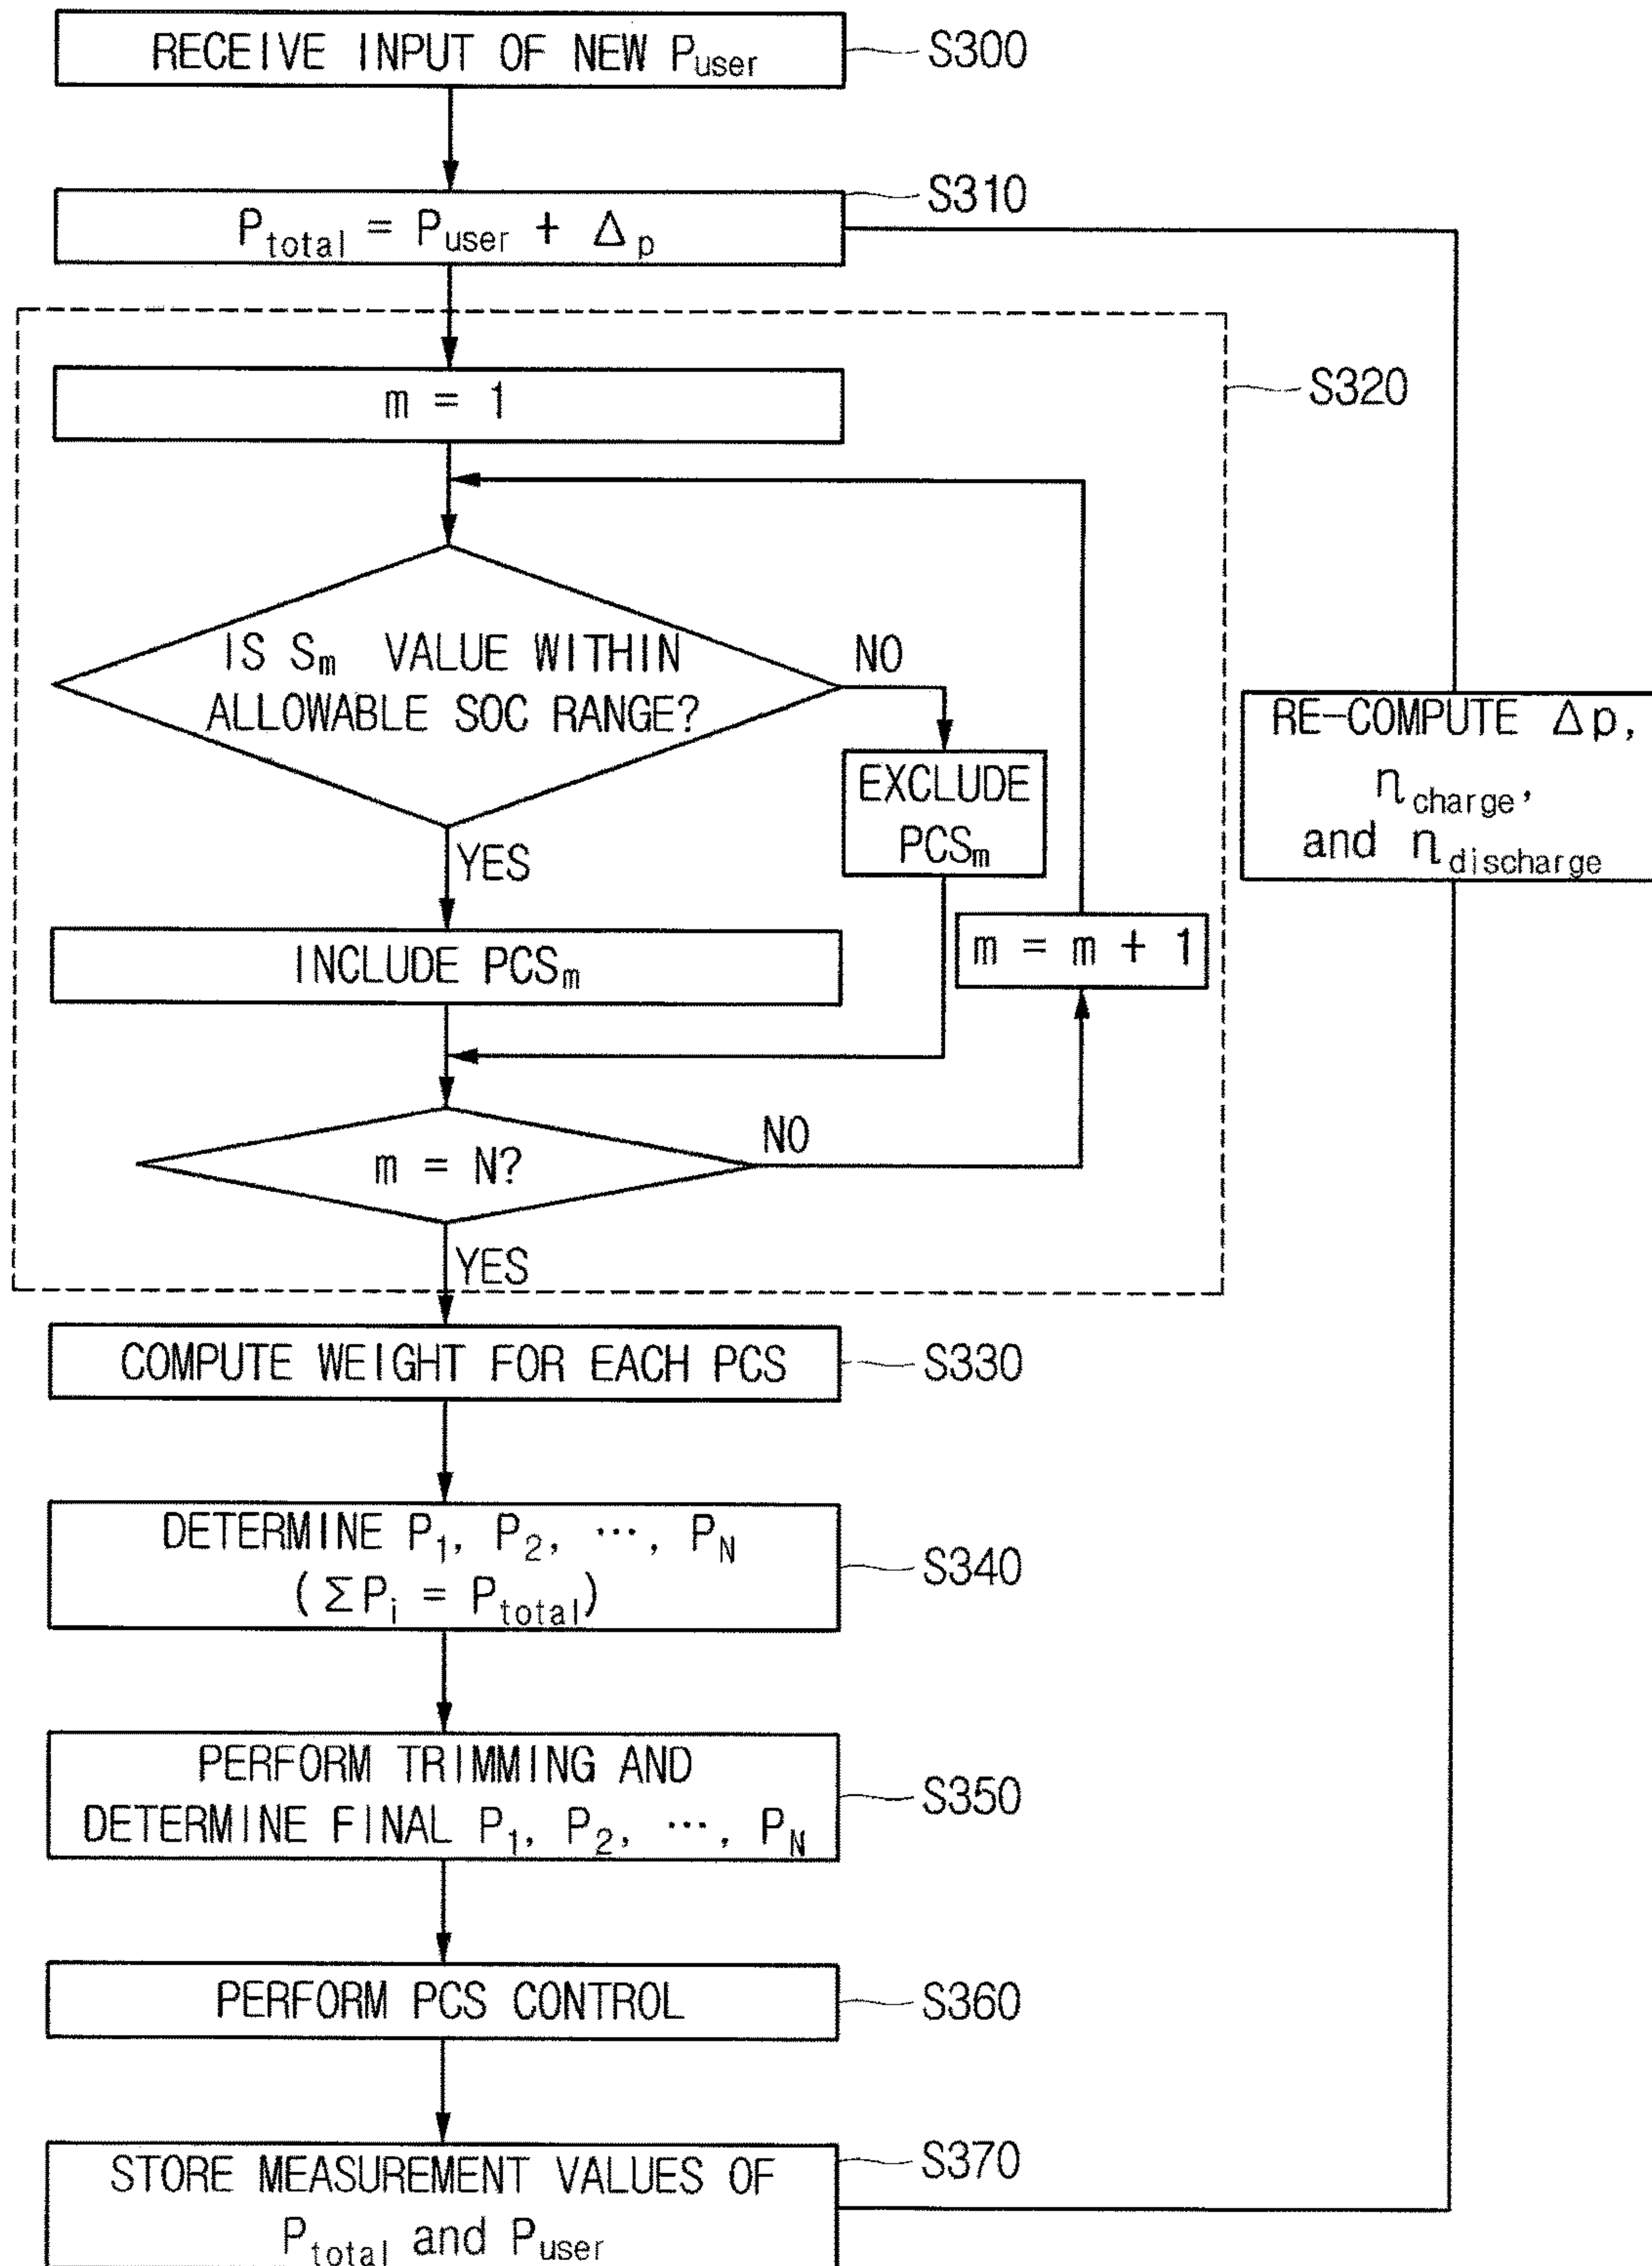 RECEIVE INPUT OF NEW Puser
S300
S310
Ptotal = Puser + Δp
m = 1
S320
IS Sm VALUE WITHIN
ALLOWABLE SOC RANGE?
NO
EXCLUDE
PCSm
RE-COMPUTE Δp,
ηcharge,
and ηdischarge
YES
INCLUDE PCSm
m = m + 1
m = N?
NO
YES
COMPUTE WEIGHT FOR EACH PCS
S330
DETERMINE P1, P2, ···, PN
(ΣPi = Ptotal)
S340
PERFORM TRIMMING AND
DETERMINE FINAL P1, P2, ···, PN
S350
PERFORM PCS CONTROL
S360
STORE MEASUREMENT VALUES OF
Ptotal and Puser
S370